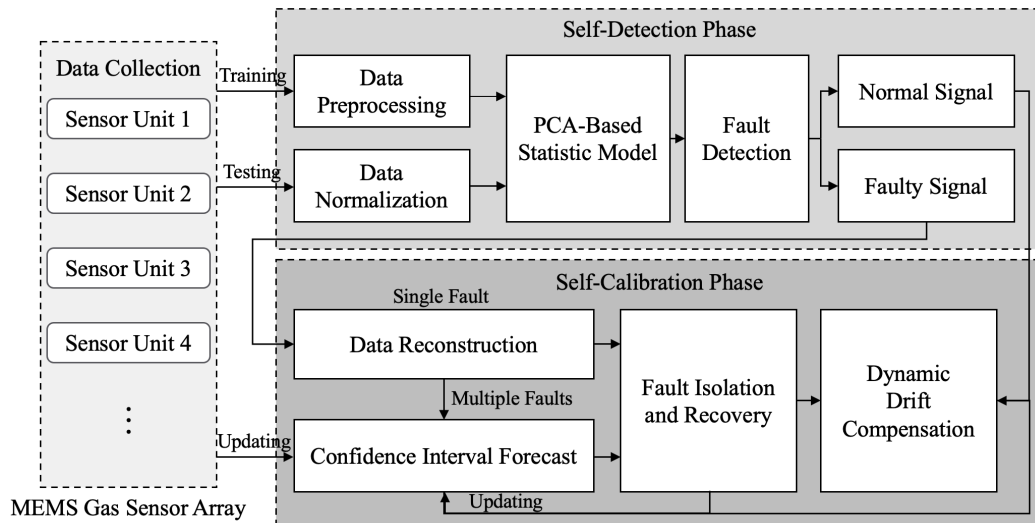 Data Collection
Sensor Unit 1
Sensor Unit 2
Sensor Unit 3
Sensor Unit 4
MEMS Gas Sensor Array
Training
Testing
Updating
Self-Detection Phase
Data
Preprocessing
Data
Normalization
PCA-Based
Statistic Model
Fault
Detection
Normal Signal
Faulty Signal
Self-Calibration Phase
Single Fault
Data Reconstruction
Multiple Faults
Confidence Interval Forecast
Updating
Fault Isolation
and Recovery
Dynamic
Drift
Compensation